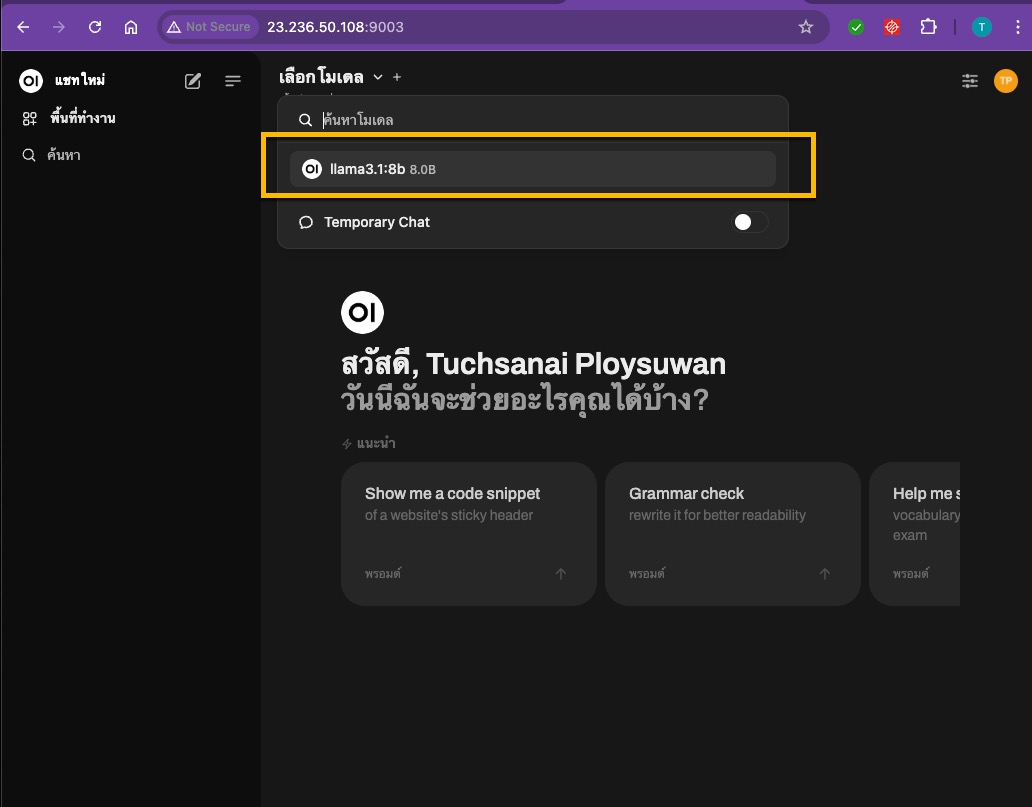 Not Secure 23.236.50.108:9003
T
OI แชทใหม่
พื้นที่ทำงาน
ค้นหา
เลือกโมเดล
TP
ค้นหาโมเดล
OI llama3.1:8b 8.0B
Temporary Chat
OI
สวัสดี, Tuchsanai Ploysuwan
วันนี้ฉันจะช่วยอะไรคุณได้บ้าง?
แนะนำ
Show me a code snippet
of a website's sticky header
พรอมต์
Grammar check
rewrite it for better readability
พรอมต์
Help me s
vocabulary
exam
พรอมต์